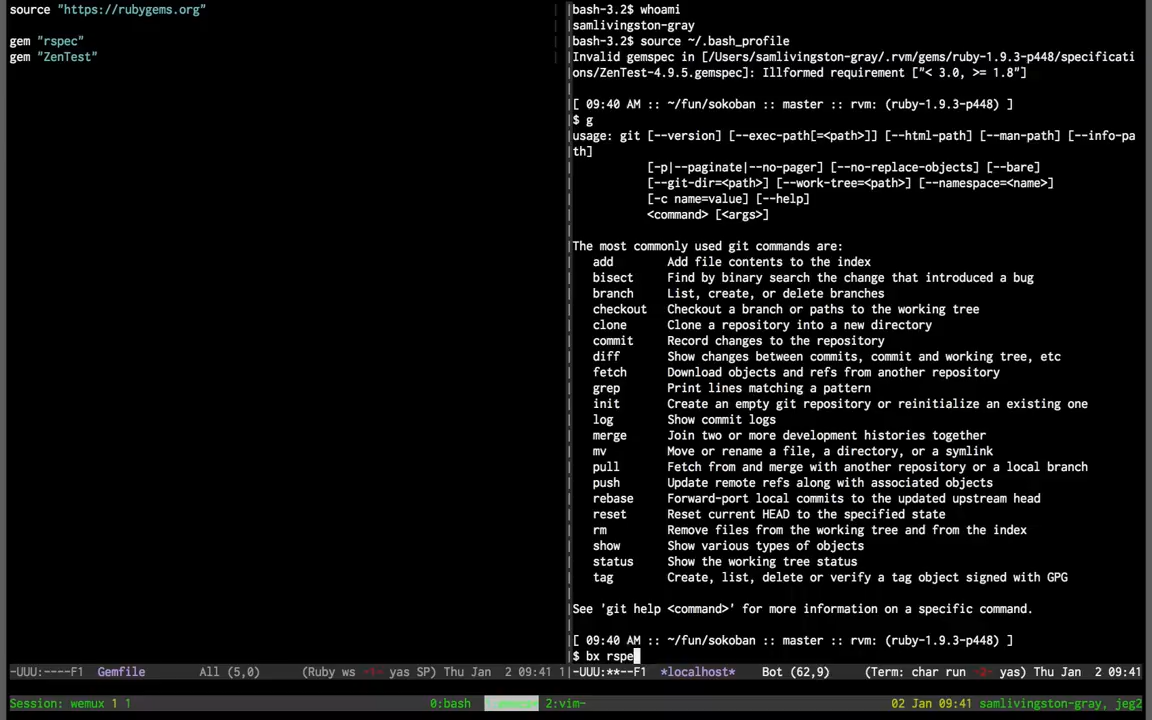 source "https://rubygems.org"
gem "rspec"
gem "ZenTest"
-UUU:----F1  Gemfile        All (5,0)      (Ruby ws -1- yas SP) Thu Jan  2 09:41 1
bash-3.2$ whoami
samlivingston-gray
bash-3.2$ source ~/.bash_profile
Invalid gemspec in [/Users/samlivingston-gray/.rvm/gems/ruby-1.9.3-p448/specificati
ons/ZenTest-4.9.5.gemspec]: Illformed requirement ["< 3.0, >= 1.8"]
[ 09:40 AM :: ~/fun/sokoban :: master :: rvm: (ruby-1.9.3-p448) ]
$ g
usage: git [--version] [--exec-path[=<path>]] [--html-path] [--man-path] [--info-pa
th]
[-p|--paginate|--no-pager] [--no-replace-objects] [--bare]
[--git-dir=<path>] [--work-tree=<path>] [--namespace=<name>]
[-c name=value] [--help]
<command> [<args>]
The most commonly used git commands are:
add        Add file contents to the index
bisect     Find by binary search the change that introduced a bug
branch     List, create, or delete branches
checkout   Checkout a branch or paths to the working tree
clone      Clone a repository into a new directory
commit     Record changes to the repository
diff       Show changes between commits, commit and working tree, etc
fetch      Download objects and refs from another repository
grep       Print lines matching a pattern
init       Create an empty git repository or reinitialize an existing one
log        Show commit logs
merge      Join two or more development histories together
mv         Move or rename a file, a directory, or a symlink
pull       Fetch from and merge with another repository or a local branch
push       Update remote refs along with associated objects
rebase     Forward-port local commits to the updated upstream head
reset      Reset current HEAD to the specified state
rm         Remove files from the working tree and from the index
show       Show various types of objects
status     Show the working tree status
tag        Create, list, delete or verify a tag object signed with GPG
See 'git help <command>' for more information on a specific command.
[ 09:40 AM :: ~/fun/sokoban :: master :: rvm: (ruby-1.9.3-p448) ]
$ bx rspe
-UUU:**--F1  *localhost*    Bot (62,9)     (Term: char run -2- yas) Thu Jan  2 09:41
Session: wemux 1 1
0:bash
2:vim-
02 Jan 09:41 samlivingston-gray, jeg2